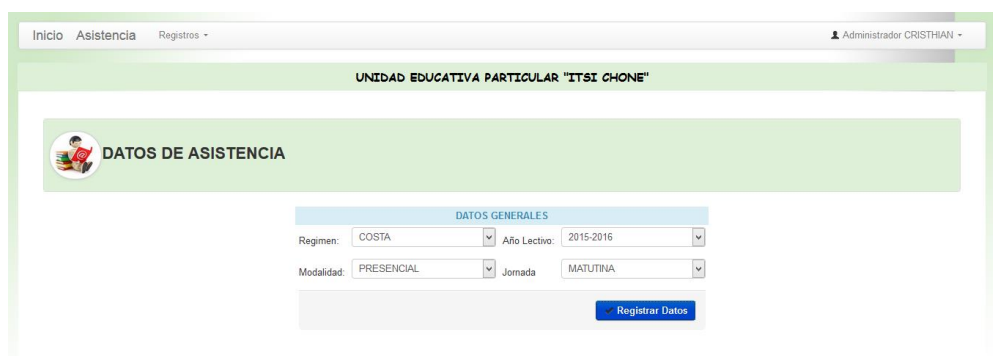 Inicio Asistencia Registros Administrador CRISTHIAN
UNIDAD EDUCATIVA PARTICULAR "ITSI CHONE"
DATOS DE ASISTENCIA
DATOS GENERALES
Regimen: COSTA Año Lectivo: 2015-2016
Modalidad: PRESENCIAL Jornada MATUTINA
Registrar Datos